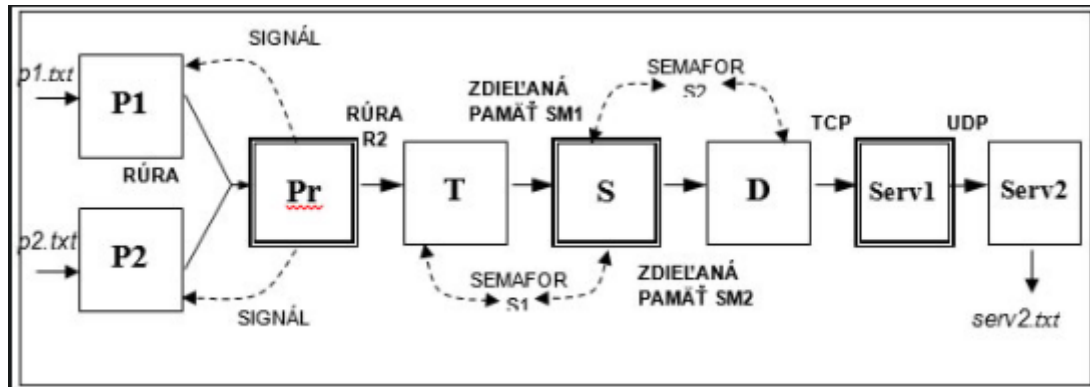 SIGNÁL
p1.txt
P1
RÚRA
P2
p2.txt
SIGNÁL
Pr
RÚRA
R2
T
SEMAFOR
S1
ZDIEĽANÁ
PAMÄŤ SM1
S
SEMAFOR
S2
ZDIEĽANÁ
PAMÄŤ SM2
D
TCP
Serv1
UDP
Serv2
serv2.txt